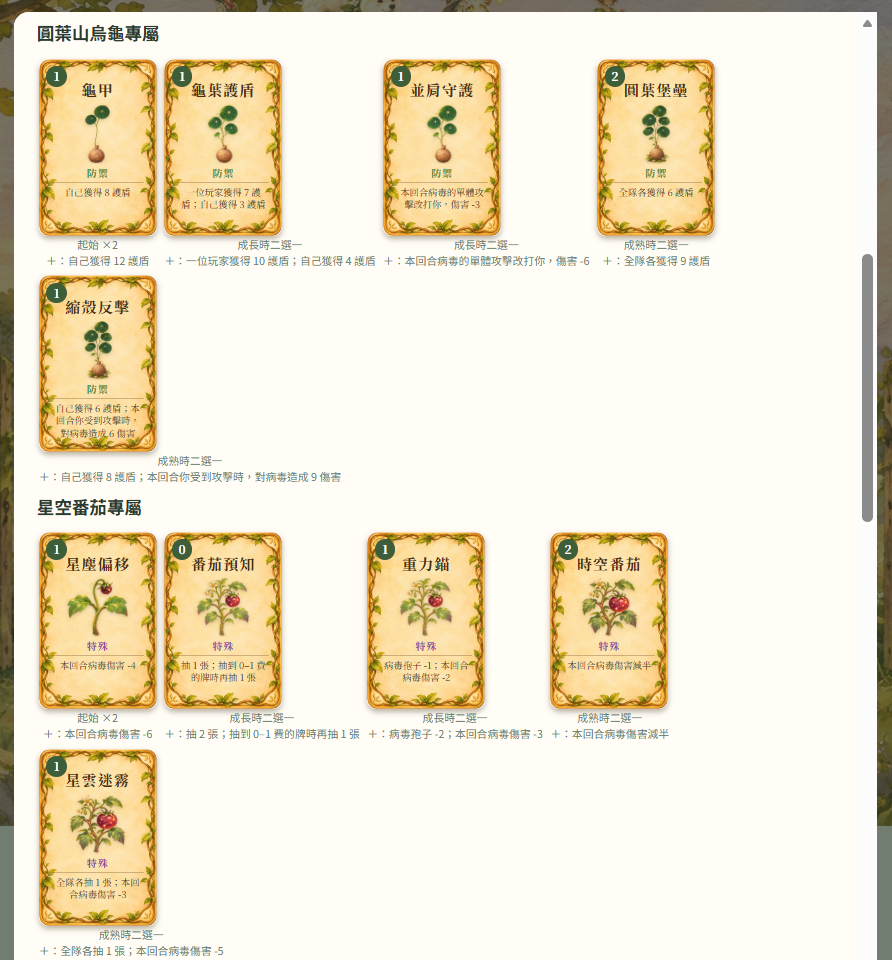 圓葉山烏龜專屬
1
龜甲
防禦
自己獲得 8 護盾
起始 ×2
＋：自己獲得 12 護盾
1
龜葉護盾
防禦
一位玩家獲得 7 護
盾；自己獲得 3 護盾
成長時二選一
＋：一位玩家獲得 10 護盾；自己獲得 4 護盾
1
並肩守護
防禦
本回合病毒的單體攻
擊改打你，傷害 -3
成長時二選一
＋：本回合病毒的單體攻擊改打你，傷害 -6
2
圓葉堡壘
防禦
全隊各獲得 6 護盾
成熟時二選一
＋：全隊各獲得 9 護盾
1
縮殼反擊
防禦
自己獲得 6 護盾；本
回合你受到攻擊時，
對病毒造成 6 傷害
成熟時二選一
＋：自己獲得 8 護盾；本回合你受到攻擊時，對病毒造成 9 傷害
星空番茄專屬
1
星塵偏移
特殊
本回合病毒傷害 -4
起始 ×2
＋：本回合病毒傷害 -6
0
番茄預知
特殊
抽 1 張；抽到 0–1 費
的牌時再抽 1 張
成長時二選一
＋：抽 2 張；抽到 0–1 費的牌時再抽 1 張
1
重力錨
特殊
病毒孢子 -1；本回合
病毒傷害 -2
成長時二選一
＋：病毒孢子 -2；本回合病毒傷害 -3
2
時空番茄
特殊
本回合病毒傷害減半
成熟時二選一
＋：本回合病毒傷害減半
1
星雲迷霧
特殊
全隊各抽 1 張；本回
合病毒傷害 -3
成熟時二選一
＋：全隊各抽 1 張；本回合病毒傷害 -5